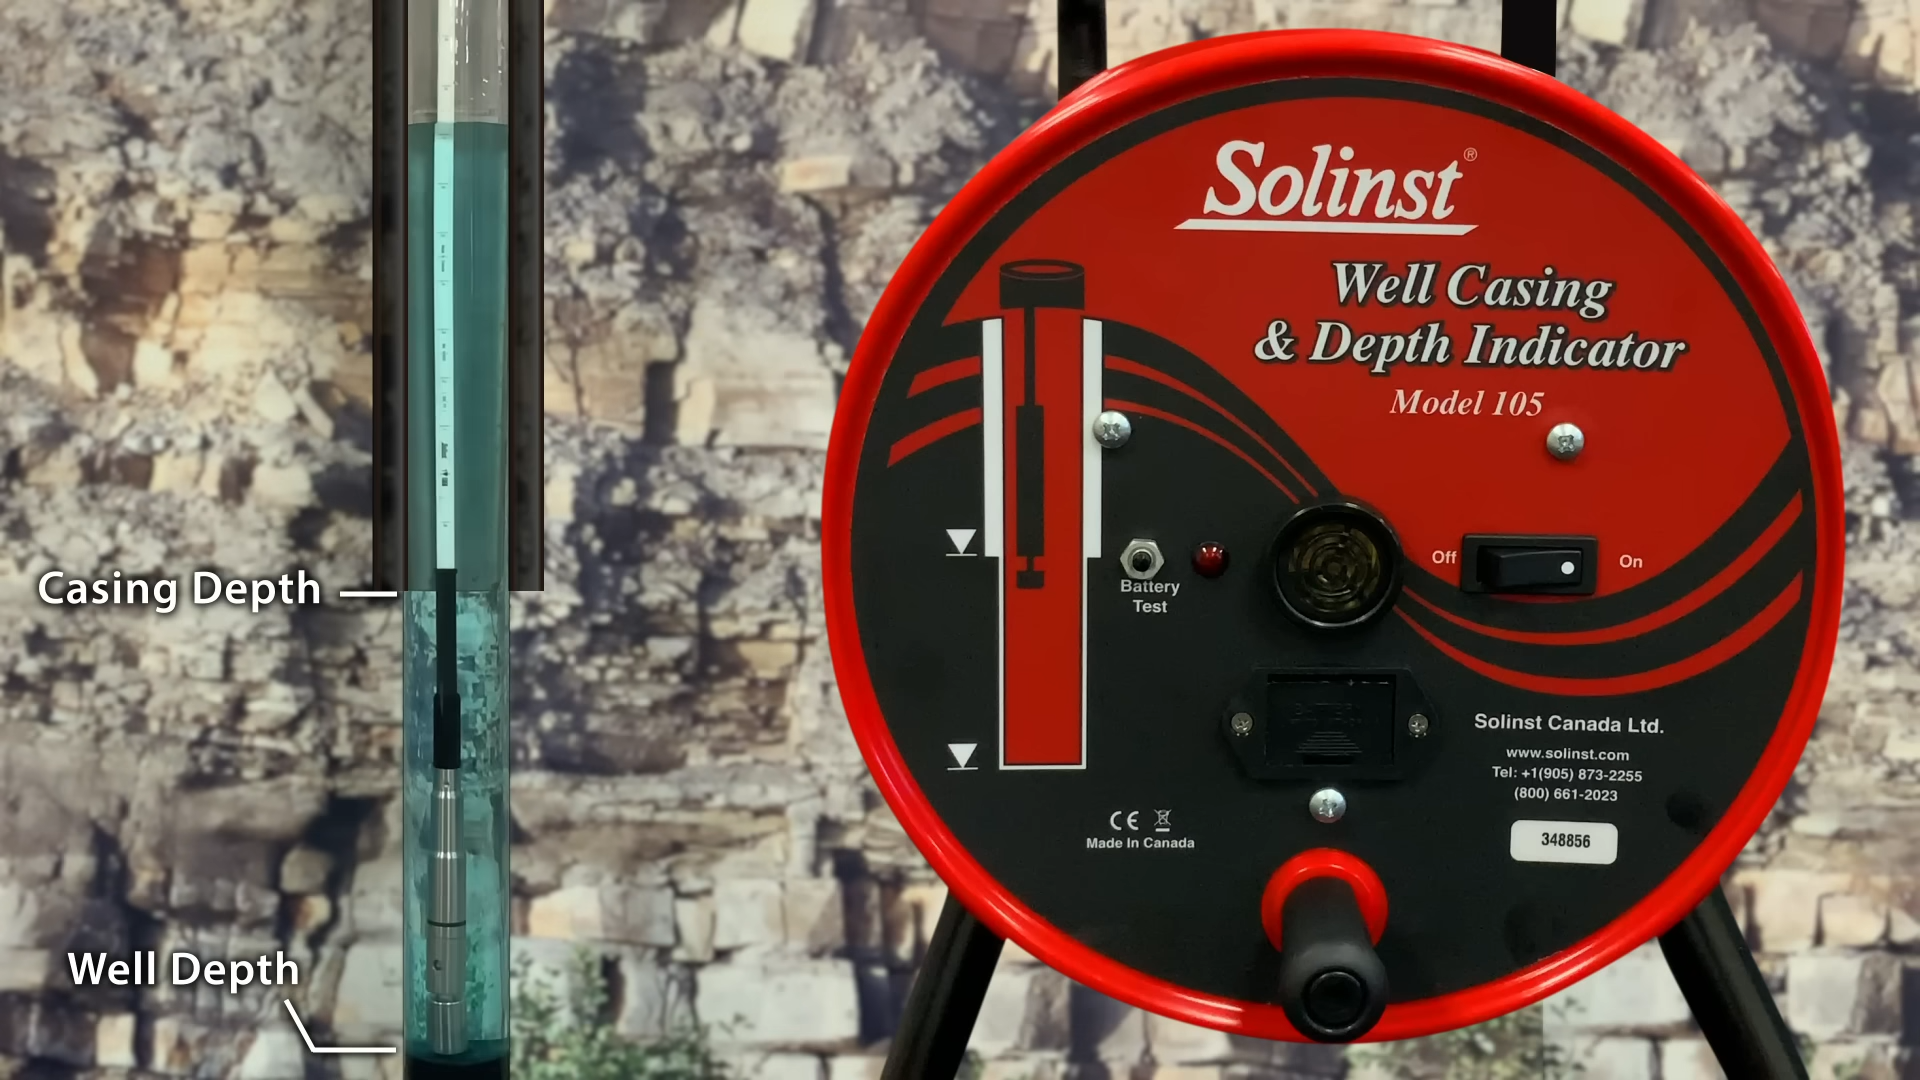 Casing Depth
Well Depth
Solinst®
Well Casing
& Depth Indicator
Model 105
Off
On
Battery
Test
Solinst Canada Ltd.
www.solinst.com
Tel: +1(905) 873-2255
(800) 661-2023
348856
CE
Made In Canada